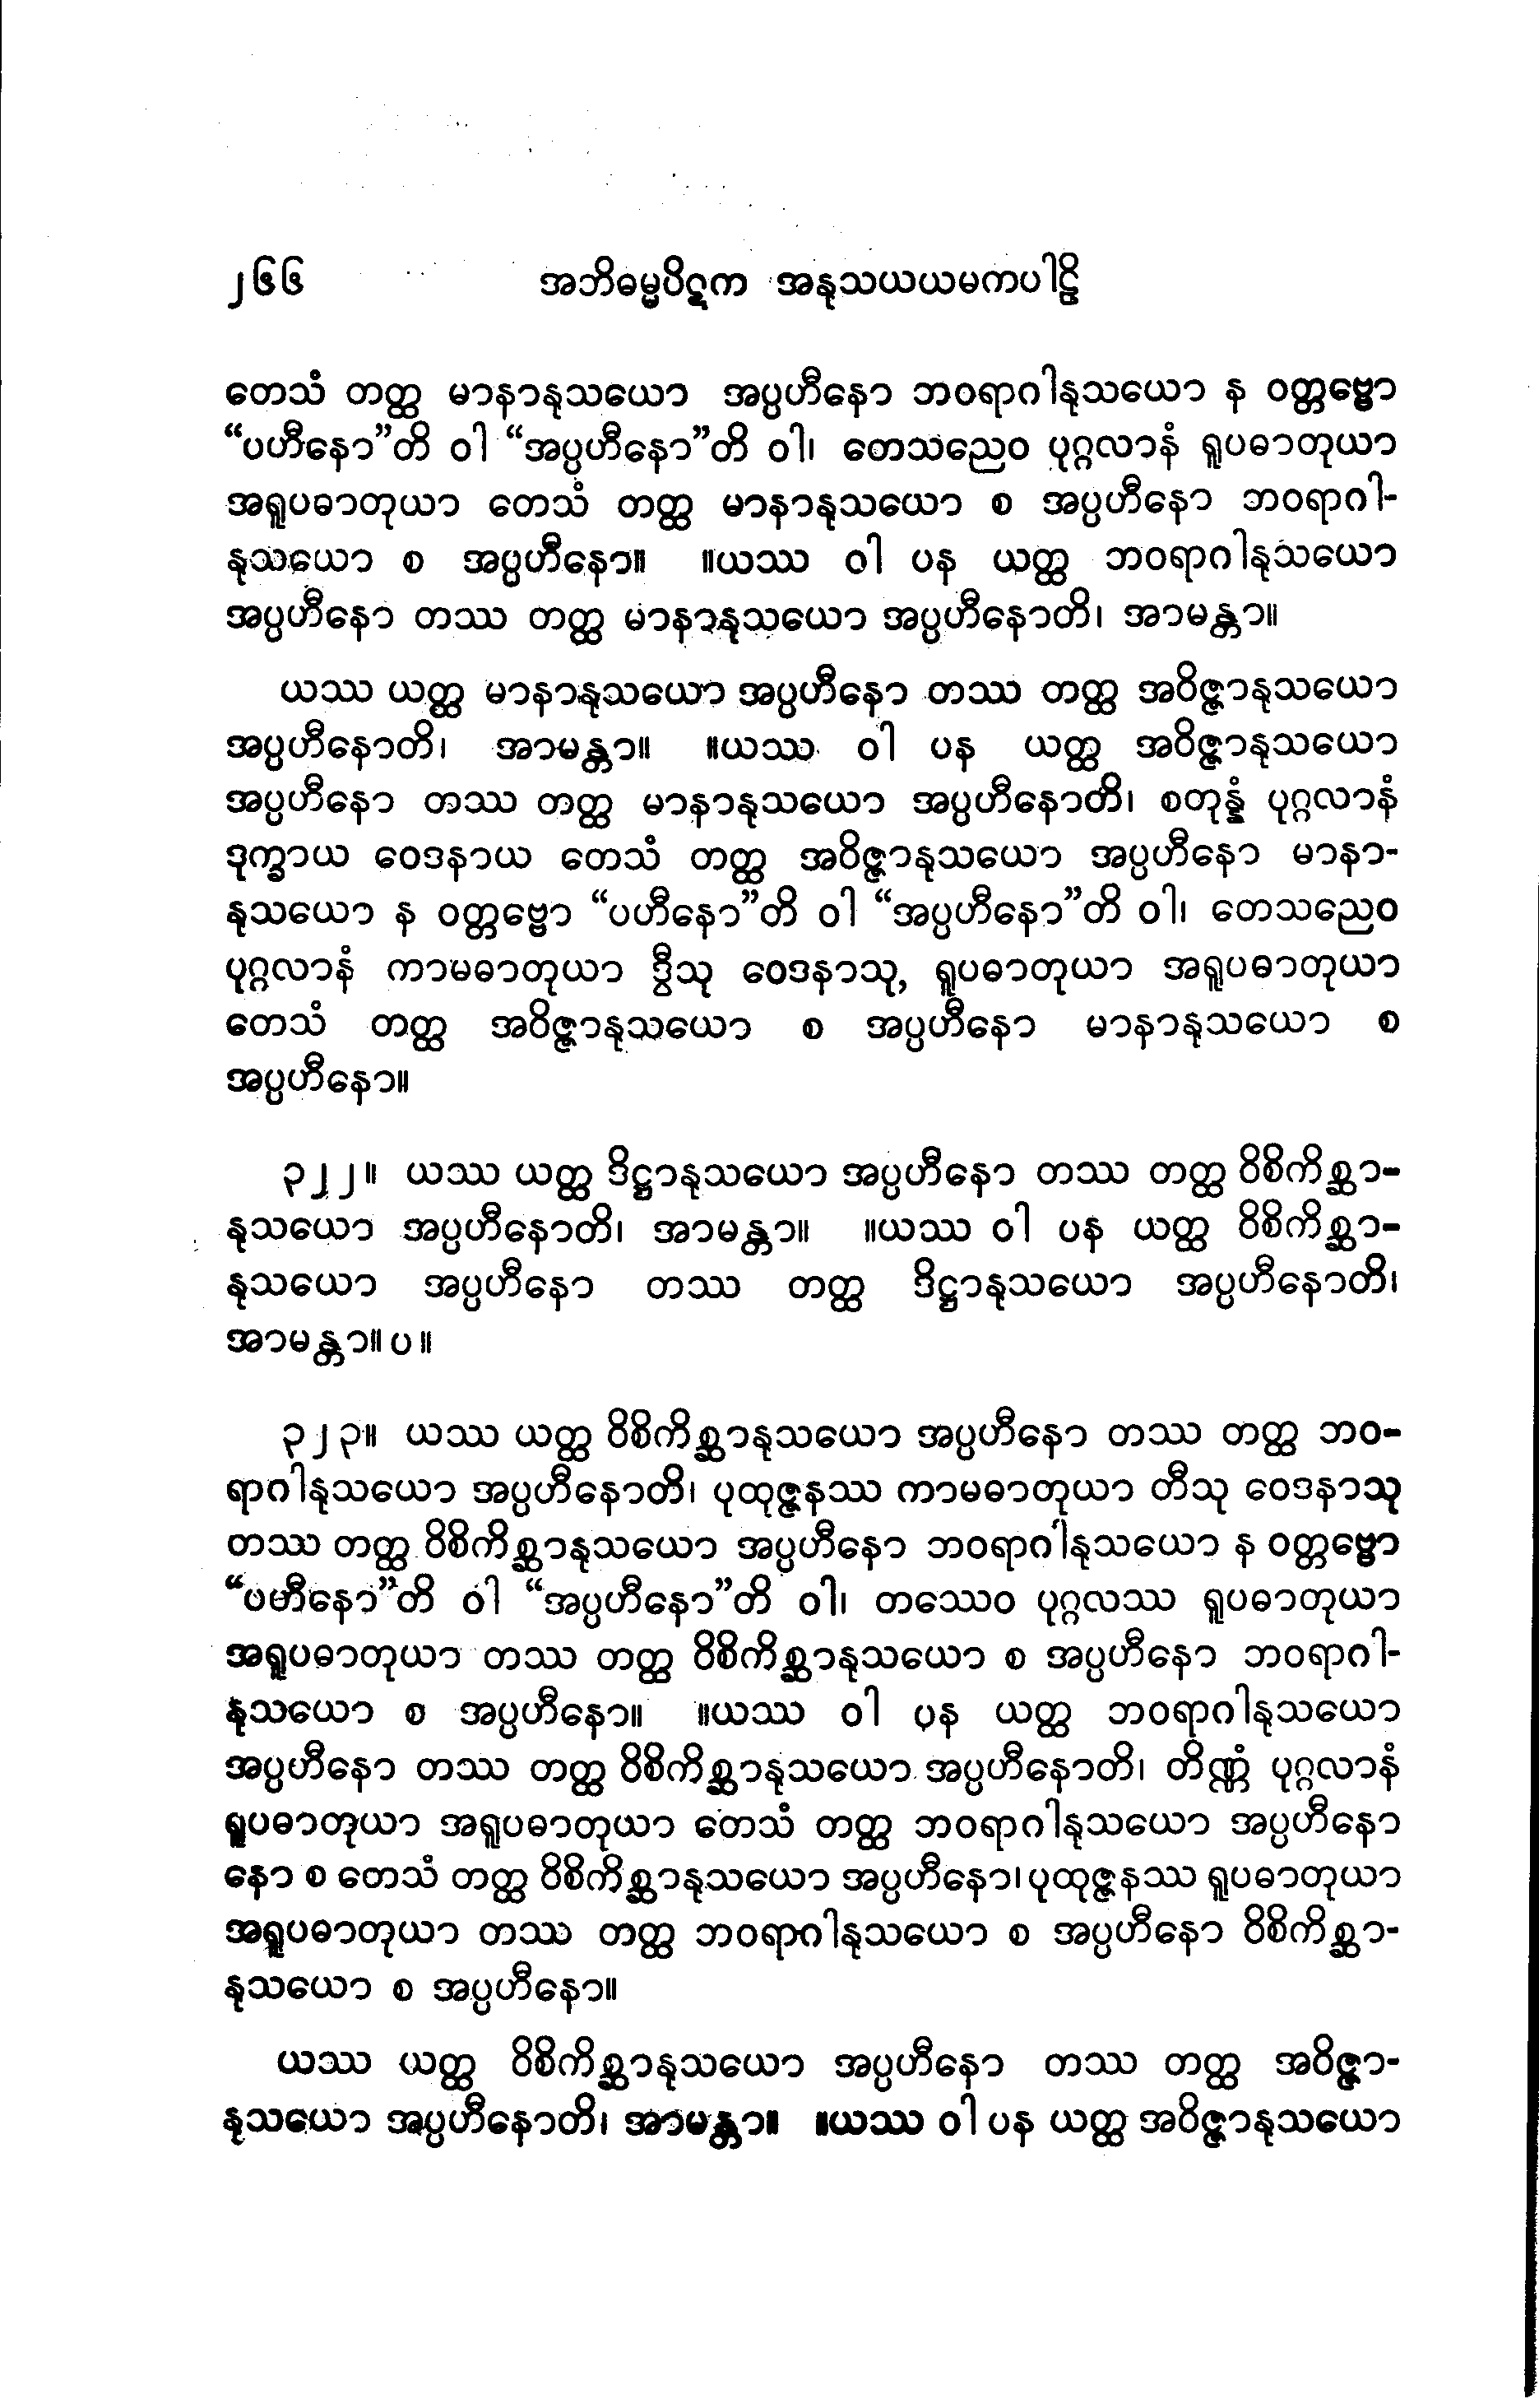 ၂၆၆ အဘိဓမ္မပိဋက အနုသယယမကပါဠိ
တေသံ တတ္ထ မာနာနုသယော အပ္ပဟီနော ဘဝရာဂါနုသယော န ဝတ္တဗ္ဗော
“ပဟီနော”တိ ဝါ “အပ္ပဟီနော”တိ ဝါ၊ တေသညေဝ ပုဂ္ဂလာနံ ရူပဓာတုယာ
အရူပဓာတုယာ တေသံ တတ္ထ မာနာနုသယော စ အပ္ပဟီနော ဘဝရာဂါ-
နုသယော စ အပ္ပဟီနော။ ။ယဿ ဝါ ပန ယတ္ထ ဘဝရာဂါနုသယော
အပ္ပဟီနော တဿ တတ္ထ မာနာနုသယော အပ္ပဟီနောတိ၊ အာမန္တာ။
ယဿ ယတ္ထ မာနာနုသယော အပ္ပဟီနော တဿ တတ္ထ အဝိဇ္ဇာနုသယော
အပ္ပဟီနောတိ၊ အာမန္တာ။ ။ယဿ ဝါ ပန ယတ္ထ အဝိဇ္ဇာနုသယော
အပ္ပဟီနော တဿ တတ္ထ မာနာနုသယော အပ္ပဟီနောတိ၊ စတုန္နံ ပုဂ္ဂလာနံ
ဒုက္ခာယ ဝေဒနာယ တေသံ တတ္ထ အဝိဇ္ဇာနုသယော အပ္ပဟီနော မာနာ-
နုသယော န ဝတ္တဗ္ဗော “ပဟီနော”တိ ဝါ “အပ္ပဟီနော”တိ ဝါ၊ တေသညေဝ
ပုဂ္ဂလာနံ ကာမဓာတုယာ ဒွီသု ဝေဒနာသု, ရူပဓာတုယာ အရူပဓာတုယာ
တေသံ တတ္ထ အဝိဇ္ဇာနုသယော စ အပ္ပဟီနော မာနာနုသယော စ
အပ္ပဟီနော။
၃၂၂။ ယဿ ယတ္ထ ဒိဋ္ဌာနုသယော အပ္ပဟီနော တဿ တတ္ထ ဝိစိကိစ္ဆာ-
နုသယော အပ္ပဟီနောတိ၊ အာမန္တာ။ ။ယဿ ဝါ ပန ယတ္ထ ဝိစိကိစ္ဆာ-
နုသယော အပ္ပဟီနော တဿ တတ္ထ ဒိဋ္ဌာနုသယော အပ္ပဟီနောတိ၊
အာမန္တာ။ပ။
၃၂၃။ ယဿ ယတ္ထ ဝိစိကိစ္ဆာနုသယော အပ္ပဟီနော တဿ တတ္ထ ဘဝ-
ရာဂါနုသယော အပ္ပဟီနောတိ၊ ပုထုဇ္ဇနဿ ကာမဓာတုယာ တီသု ဝေဒနာသု
တဿ တတ္ထ ဝိစိကိစ္ဆာနုသယော အပ္ပဟီနော ဘဝရာဂါနုသယော န ဝတ္တဗ္ဗော
“ပဟီနော”တိ ဝါ “အပ္ပဟီနော”တိ ဝါ၊ တဿေဝ ပုဂ္ဂလဿ ရူပဓာတုယာ
အရူပဓာတုယာ တဿ တတ္ထ ဝိစိကိစ္ဆာနုသယော စ အပ္ပဟီနော ဘဝရာဂါ-
နုသယော စ အပ္ပဟီနော။ ။ယဿ ဝါ ပန ယတ္ထ ဘဝရာဂါနုသယော
အပ္ပဟီနော တဿ တတ္ထ ဝိစိကိစ္ဆာနုသယော အပ္ပဟီနောတိ၊ တိဏ္ဏံ ပုဂ္ဂလာနံ
ရူပဓာတုယာ အရူပဓာတုယာ တေသံ တတ္ထ ဘဝရာဂါနုသယော အပ္ပဟီနော
နော စ တေသံ တတ္ထ ဝိစိကိစ္ဆာနုသယော အပ္ပဟီနော၊ ပုထုဇ္ဇနဿ ရူပဓာတုယာ
အရူပဓာတုယာ တဿ တတ္ထ ဘဝရာဂါနုသယော စ အပ္ပဟီနော ဝိစိကိစ္ဆာ-
နုသယော စ အပ္ပဟီနော။
ယဿ ယတ္ထ ဝိစိကိစ္ဆာနုသယော အပ္ပဟီနော တဿ တတ္ထ အဝိဇ္ဇာ-
နုသယော အပ္ပဟီနောတိ၊ အာမန္တာ။ ။ယဿ ဝါ ပန ယတ္ထ အဝိဇ္ဇာနုသယော